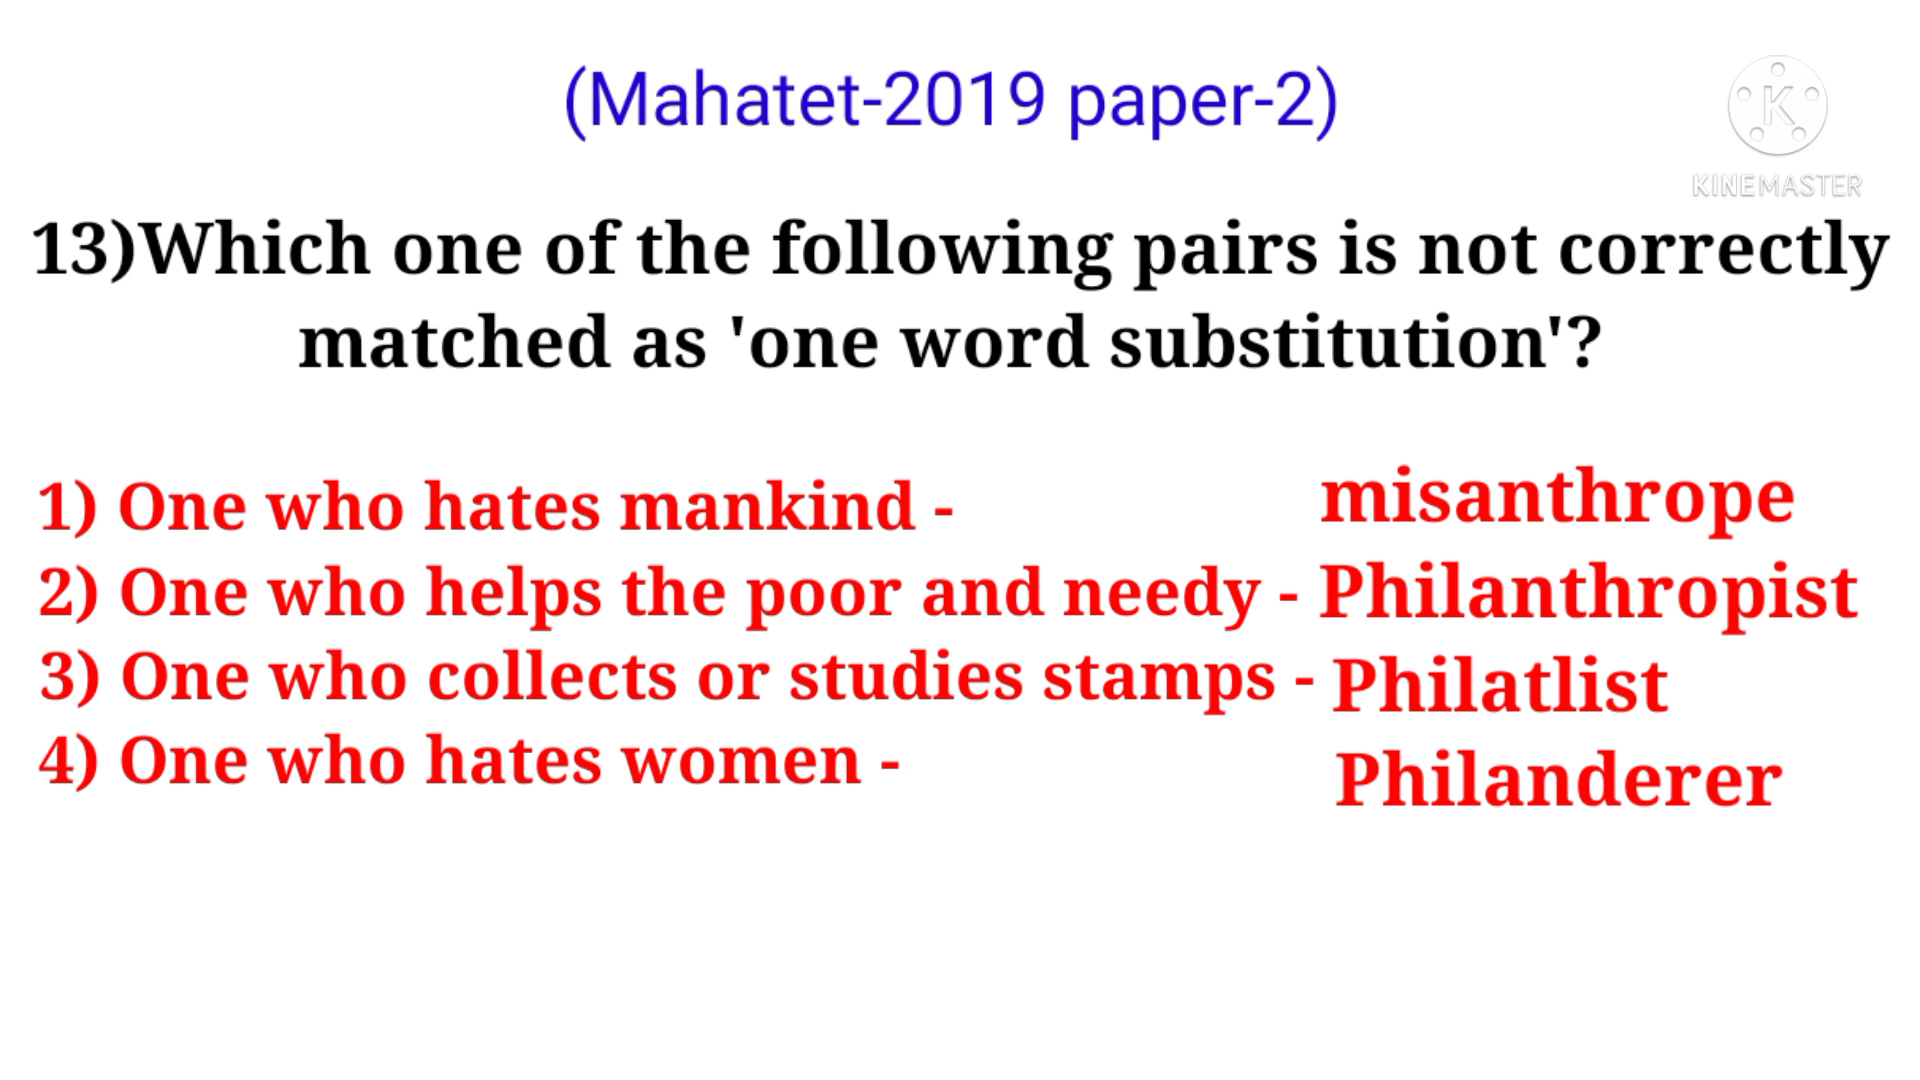 (Mahatet-2019 paper-2)
K
KINEMASTER
13)Which one of the following pairs is not correctly
matched as 'one word substitution'?
1) One who hates mankind - misanthrope
2) One who helps the poor and needy - Philanthropist
3) One who collects or studies stamps - Philatlist
4) One who hates women - Philanderer